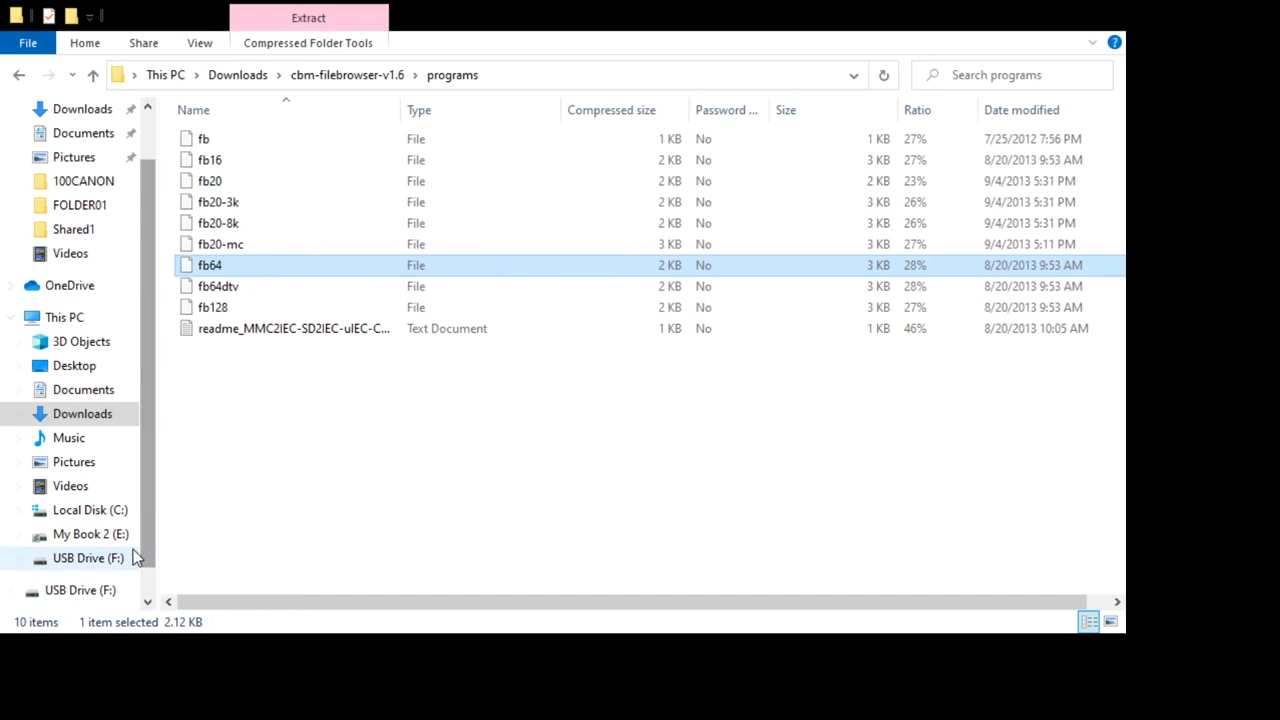 Extract
File Home Share View Compressed Folder Tools
This PC Downloads cbm-filebrowser-v1.6 programs Search programs
Name Type Compressed size Password ... Size Ratio Date modified
fb File 1 KB No 1 KB 27% 7/25/2012 7:56 PM
fb16 File 2 KB No 3 KB 27% 8/20/2013 9:53 AM
fb20 File 2 KB No 2 KB 23% 9/4/2013 5:31 PM
fb20-3k File 2 KB No 3 KB 26% 9/4/2013 5:31 PM
fb20-8k File 2 KB No 3 KB 26% 9/4/2013 5:31 PM
fb20-mc File 3 KB No 3 KB 27% 9/4/2013 5:11 PM
fb64 File 2 KB No 3 KB 28% 8/20/2013 9:53 AM
fb64dtv File 2 KB No 3 KB 28% 8/20/2013 9:53 AM
fb128 File 2 KB No 3 KB 27% 8/20/2013 9:53 AM
readme_MMC2IEC-SD2IEC-uIEC-C... Text Document 1 KB No 1 KB 46% 8/20/2013 10:05 AM
Downloads
Documents
Pictures
100CANON
FOLDER01
Shared1
Videos
OneDrive
This PC
3D Objects
Desktop
Documents
Downloads
Music
Pictures
Videos
Local Disk (C:)
My Book 2 (E:)
USB Drive (F:)
USB Drive (F:)
10 items 1 item selected 2.12 KB